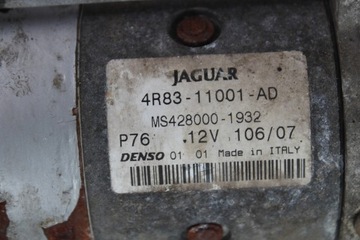 JAGUAR
4R83-11001-AD
MS428000-1932
P76 .12V .106/07
DENSO 01 01 Made in ITALY